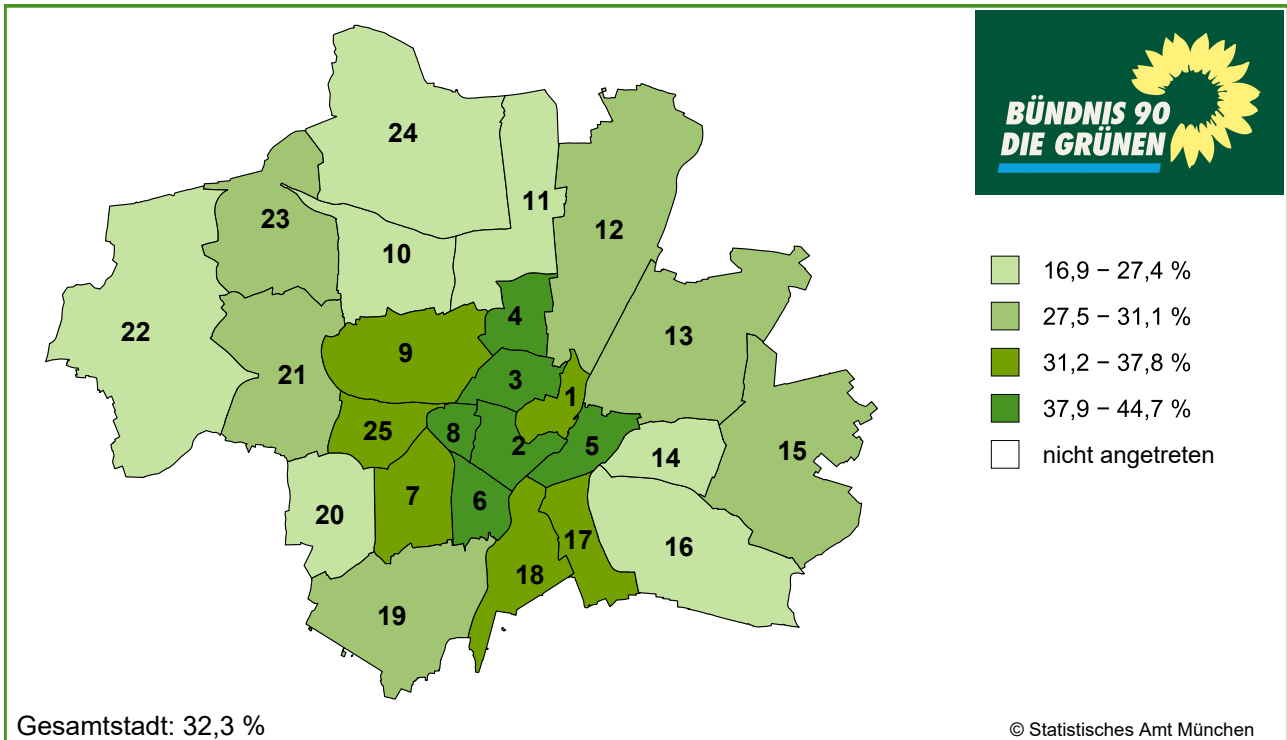 24
BÜNDNIS 90
DIE GRÜNEN
11
23
12
10
16,9 − 27,4 %
22
4
27,5 − 31,1 %
13
9
31,2 − 37,8 %
21
3
1
37,9 − 44,7 %
25
8
2
5
14
15
nicht angetreten
7
6
20
17
16
18
19
Gesamtstadt: 32,3 %
© Statistisches Amt München